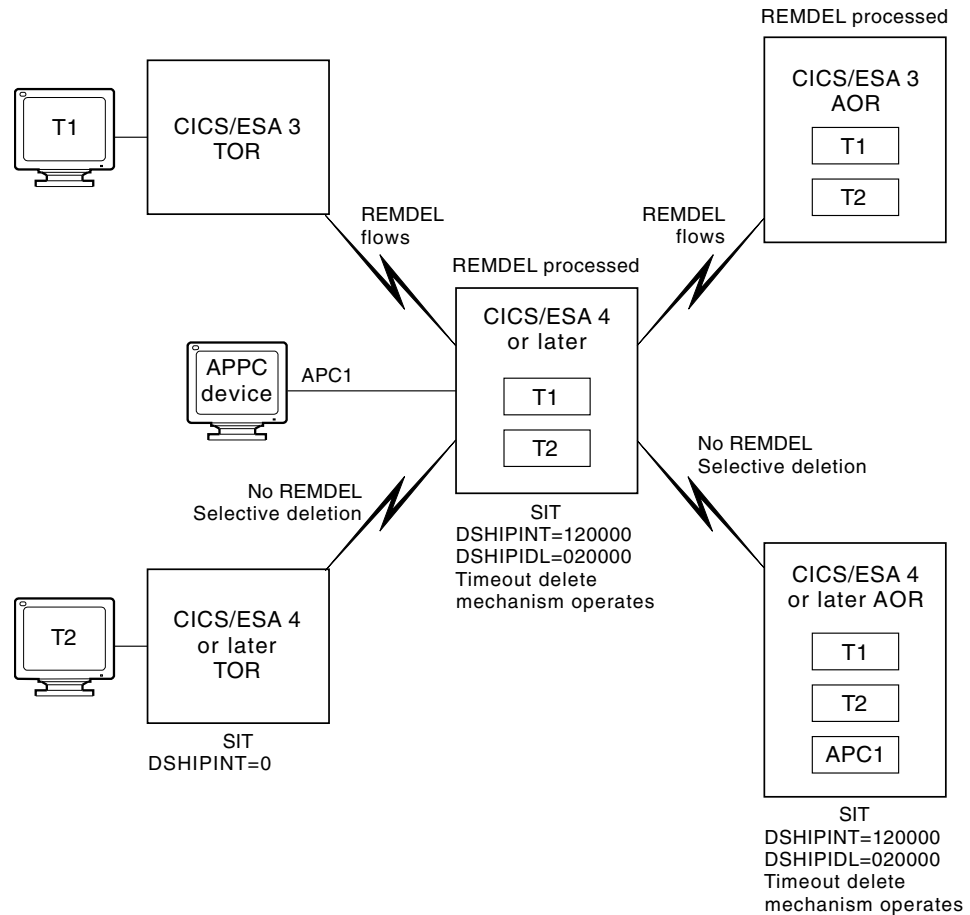 REMDEL processed
CICS/ESA 3
AOR
T1
T2
T1
CICS/ESA 3
TOR
REMDEL
flows
REMDEL
flows
REMDEL processed
CICS/ESA 4
or later
T1
T2
APPC
device
APC1
No REMDEL
Selective deletion
No REMDEL
Selective deletion
SIT
DSHIPINT=120000
DSHIPIDL=020000
Timeout delete
mechanism operates
T2
CICS/ESA 4
or later
TOR
SIT
DSHIPINT=0
CICS/ESA 4
or later AOR
T1
T2
APC1
SIT
DSHIPINT=120000
DSHIPIDL=020000
Timeout delete
mechanism operates